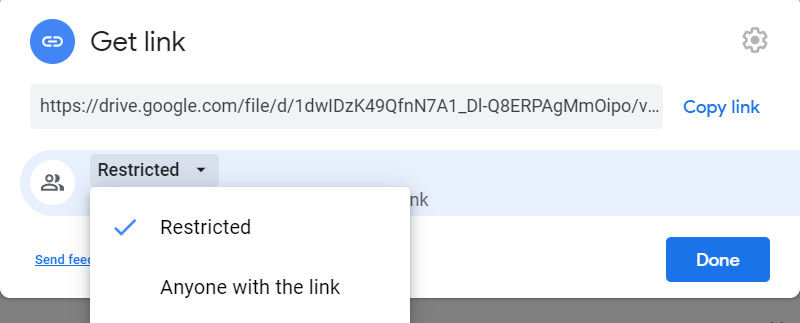 Get link
https://drive.google.com/file/d/1dwIDzK49QfnN7A1_Dl-Q8ERPAgMmOipo/v...
Copy link
Restricted
nk
Restricted
Send feed
Done
Anyone with the link